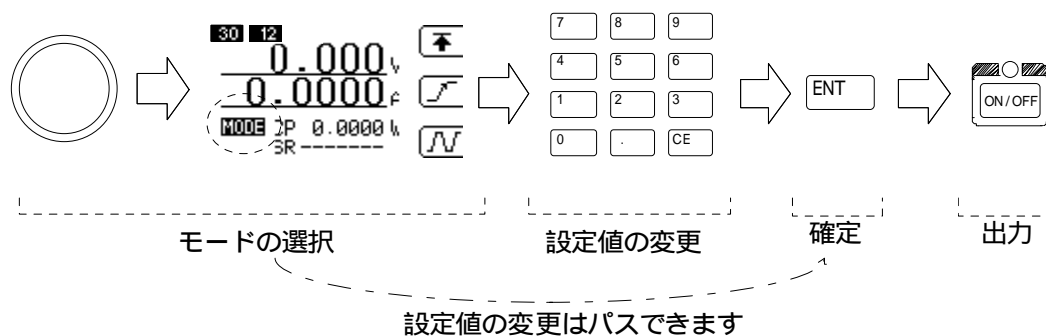 30 12
0.000 V
0.0000 A
MODE CP 0.0000 W
SR -------
7 8 9
4 5 6
1 2 3
0 . CE
ENT
ON/OFF
モードの選択
設定値の変更
確定
出力
設定値の変更はパスできます